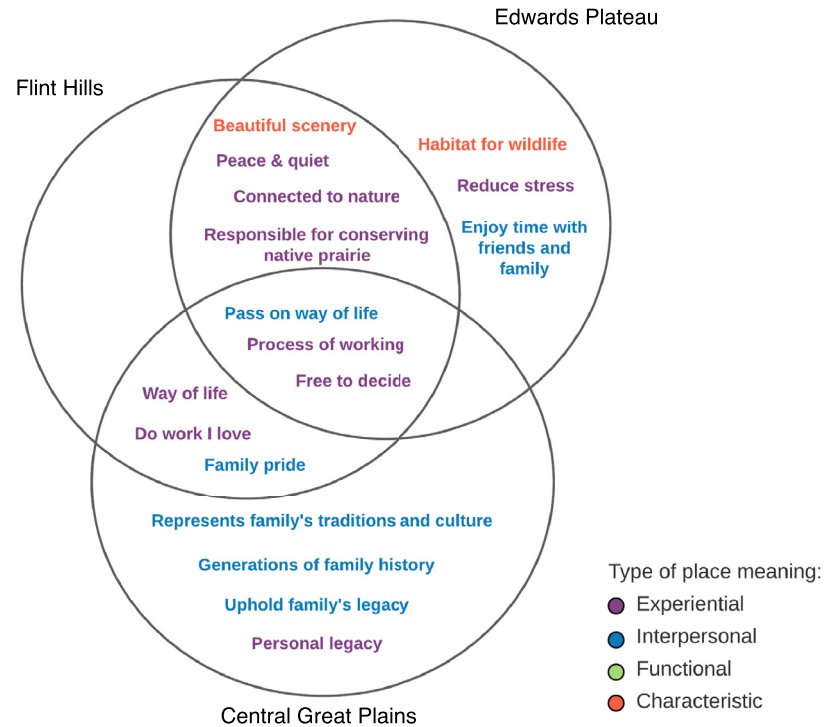 Edwards Plateau
Flint Hills
Beautiful scenery
Habitat for wildlife
Peace & quiet
Reduce stress
Connected to nature
Enjoy time with
friends and
family
Responsible for conserving
native prairie
Pass on way of life
Process of working
Free to decide
Way of life
Do work I love
Family pride
Represents family's traditions and culture
Generations of family history
Uphold family's legacy
Personal legacy
Central Great Plains
Type of place meaning:
Experiential
Interpersonal
Functional
Characteristic